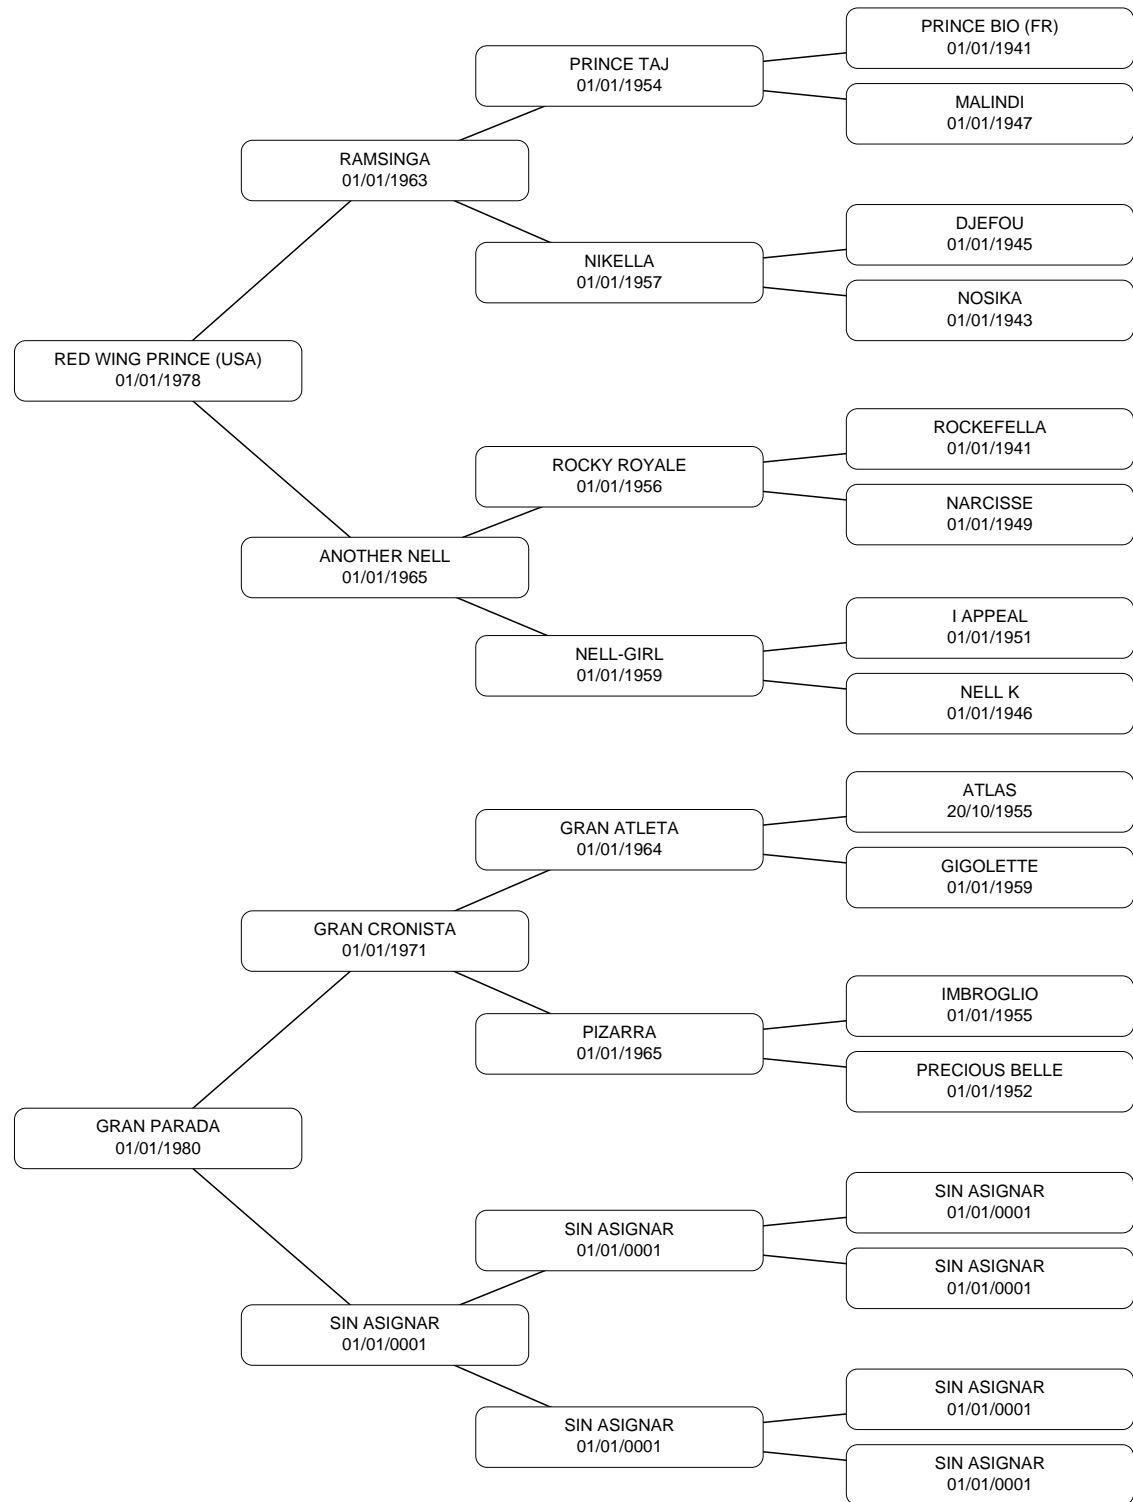 PRINCE BIO (FR)
01/01/1941
PRINCE TAJ
01/01/1954
MALINDI
01/01/1947
RAMSINGA
01/01/1963
DJEFOU
01/01/1945
NIKELLA
01/01/1957
NOSIKA
01/01/1943
RED WING PRINCE (USA)
01/01/1978
ROCKEFELLA
01/01/1941
ROCKY ROYALE
01/01/1956
NARCISSE
01/01/1949
ANOTHER NELL
01/01/1965
I APPEAL
01/01/1951
NELL-GIRL
01/01/1959
NELL K
01/01/1946
ATLAS
20/10/1955
GRAN ATLETA
01/01/1964
GIGOLETTE
01/01/1959
GRAN CRONISTA
01/01/1971
IMBROGLIO
01/01/1955
PIZARRA
01/01/1965
PRECIOUS BELLE
01/01/1952
GRAN PARADA
01/01/1980
SIN ASIGNAR
01/01/0001
SIN ASIGNAR
01/01/0001
SIN ASIGNAR
01/01/0001
SIN ASIGNAR
01/01/0001
SIN ASIGNAR
01/01/0001
SIN ASIGNAR
01/01/0001
SIN ASIGNAR
01/01/0001